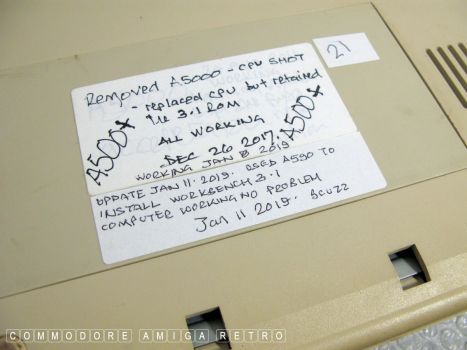 Removed A5000 - CPU SHOT
- replaced CPU but retained
the 3.1 ROM
ALL WORKING
DEC 26 2017.
WORKING JAN 8 2019
A500X
A500X
UPDATE JAN 11. 2019. USED A590 TO
INSTALL WORKBENCH 3.1
COMPUTER WORKING NO PROBLEM
Jan 11 2019. BCU22
21
COMMODORE AMIGA RETRO